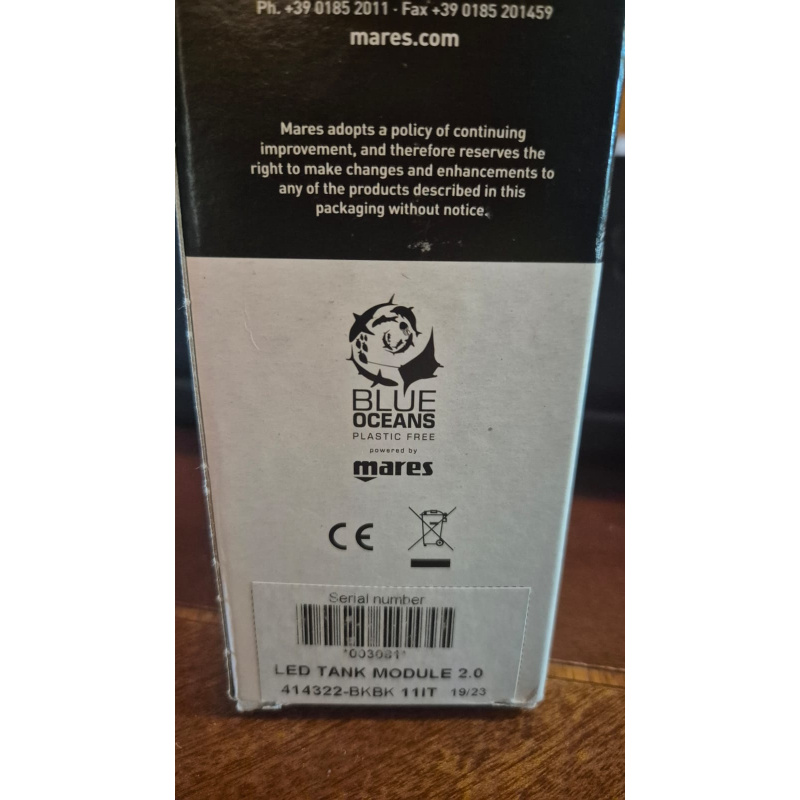 Ph. +39 0185 2011 - Fax +39 0185 201459
mares.com
Mares adopts a policy of continuing
improvement, and therefore reserves the
right to make changes and enhancements to
any of the products described in this
packaging without notice.
BLUE
OCEANS
PLASTIC FREE
powered by
mares
CE
Serial number
*003081*
LED TANK MODULE 2.0
414322-BKBK 11IT 19/23